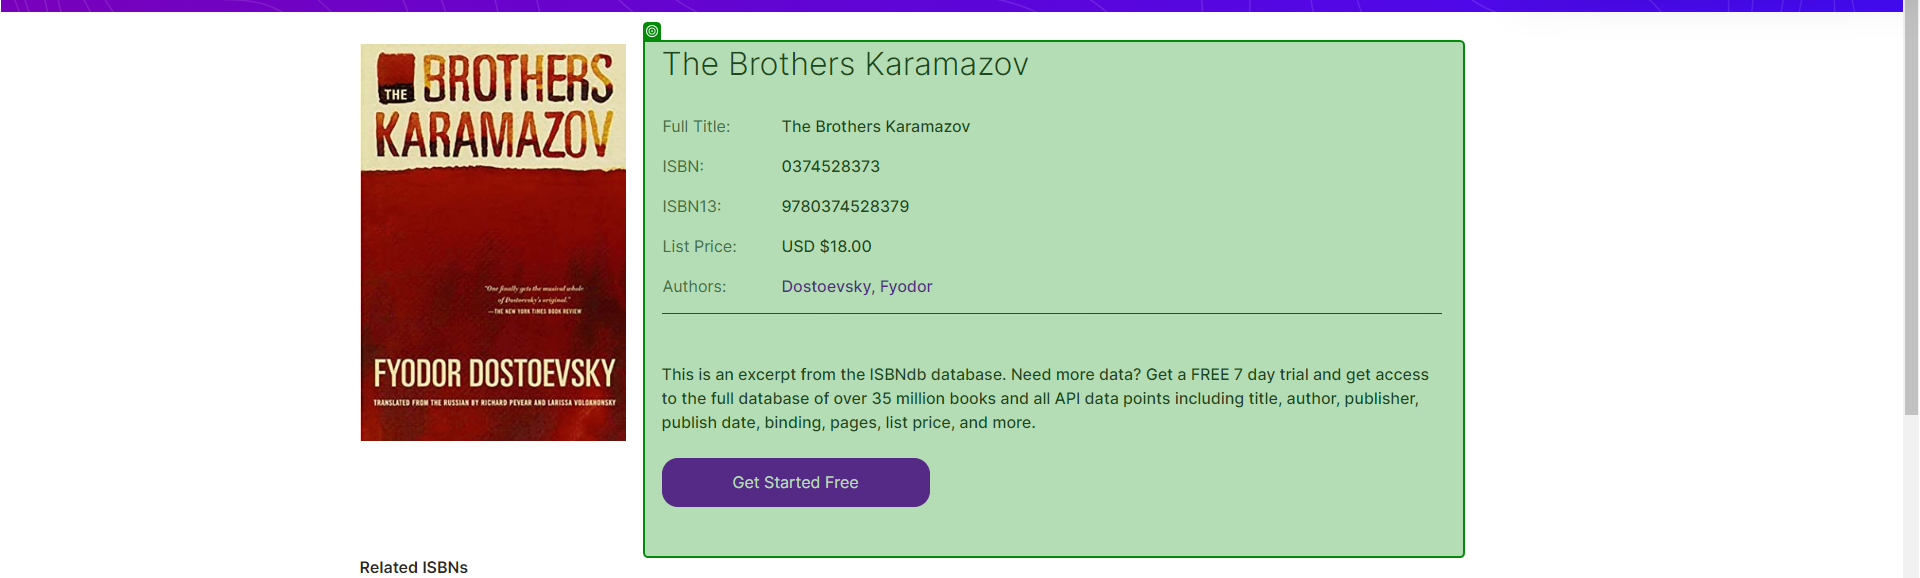 THE BROTHERS
KARAMAZOV
"One finally gets the musical whole
of Dostoevsky's original."
—THE NEW YORK TIMES BOOK REVIEW
FYODOR DOSTOEVSKY
TRANSLATED FROM THE RUSSIAN BY RICHARD PEVEAR AND LARISSA VOLOKHONSKY
The Brothers Karamazov
Full Title: The Brothers Karamazov
ISBN: 0374528373
ISBN13: 9780374528379
List Price: USD $18.00
Authors: Dostoevsky, Fyodor
This is an excerpt from the ISBNdb database. Need more data? Get a FREE 7 day trial and get access
to the full database of over 35 million books and all API data points including title, author, publisher,
publish date, binding, pages, list price, and more.
Get Started Free
Related ISBNs